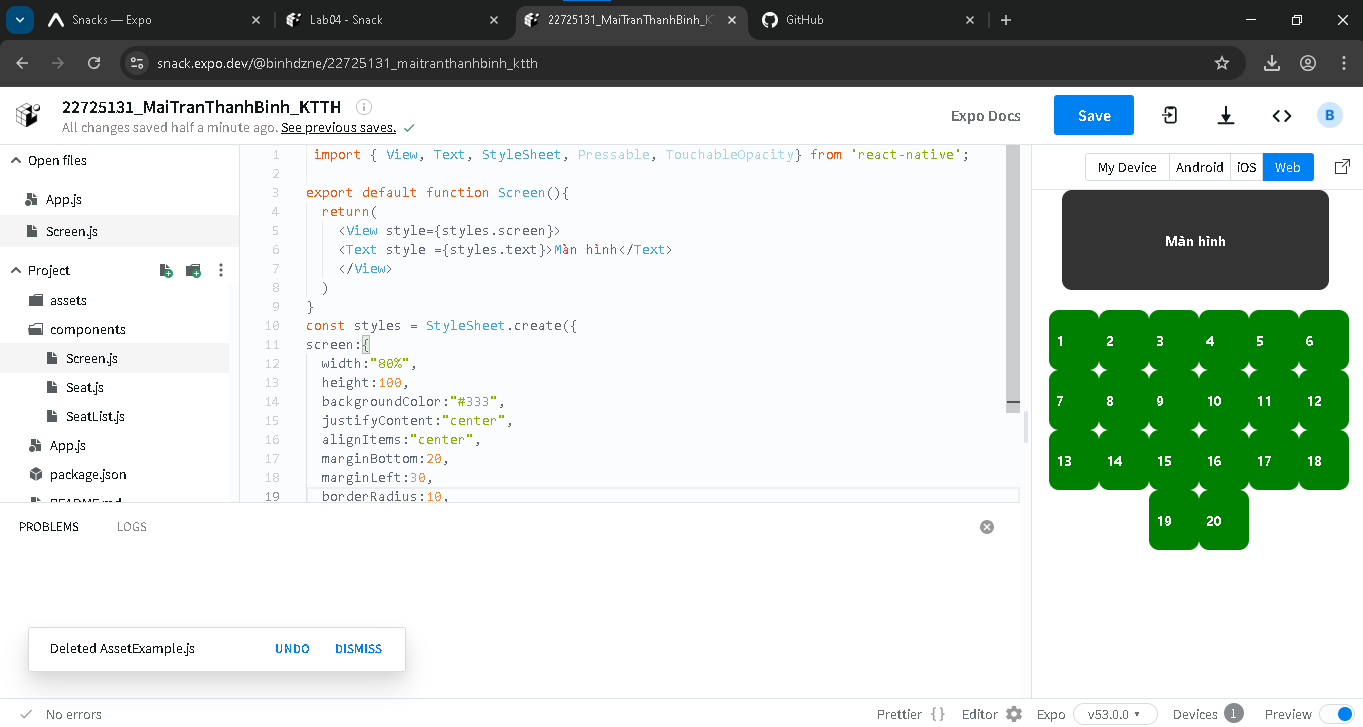 Snacks — Expo
Lab04 - Snack
22725131_MaiTranThanhBinh_KT
GitHub
snack.expo.dev/@binhdzne/22725131_maitranthanhbinh_ktth
22725131_MaiTranThanhBinh_KTTH
All changes saved half a minute ago. See previous saves.
Expo Docs
Save
B
Open files
App.js
Screen.js
Project
assets
components
Screen.js
Seat.js
SeatList.js
App.js
package.json
README.md
1 import { View, Text, StyleSheet, Pressable, TouchableOpacity} from 'react-native';
2
3 export default function Screen(){
4 return(
5 <View style={styles.screen}>
6 <Text style ={styles.text}>Màn hình</Text>
7 </View>
8 )
9 }
10 const styles = StyleSheet.create({
11 screen:{
12 width:"80%",
13 height:100,
14 backgroundColor:"#333",
15 justifyContent:"center",
16 alignItems:"center",
17 marginBottom:20,
18 marginLeft:30,
19 borderRadius:10,
My Device
Android
iOS
Web
Màn hình
1 2 3 4 5 6
7 8 9 10 11 12
13 14 15 16 17 18
19 20
PROBLEMS
LOGS
Deleted AssetExample.js
UNDO
DISMISS
No errors
Prettier { }
Editor
Expo
v53.0.0
Devices 1
Preview